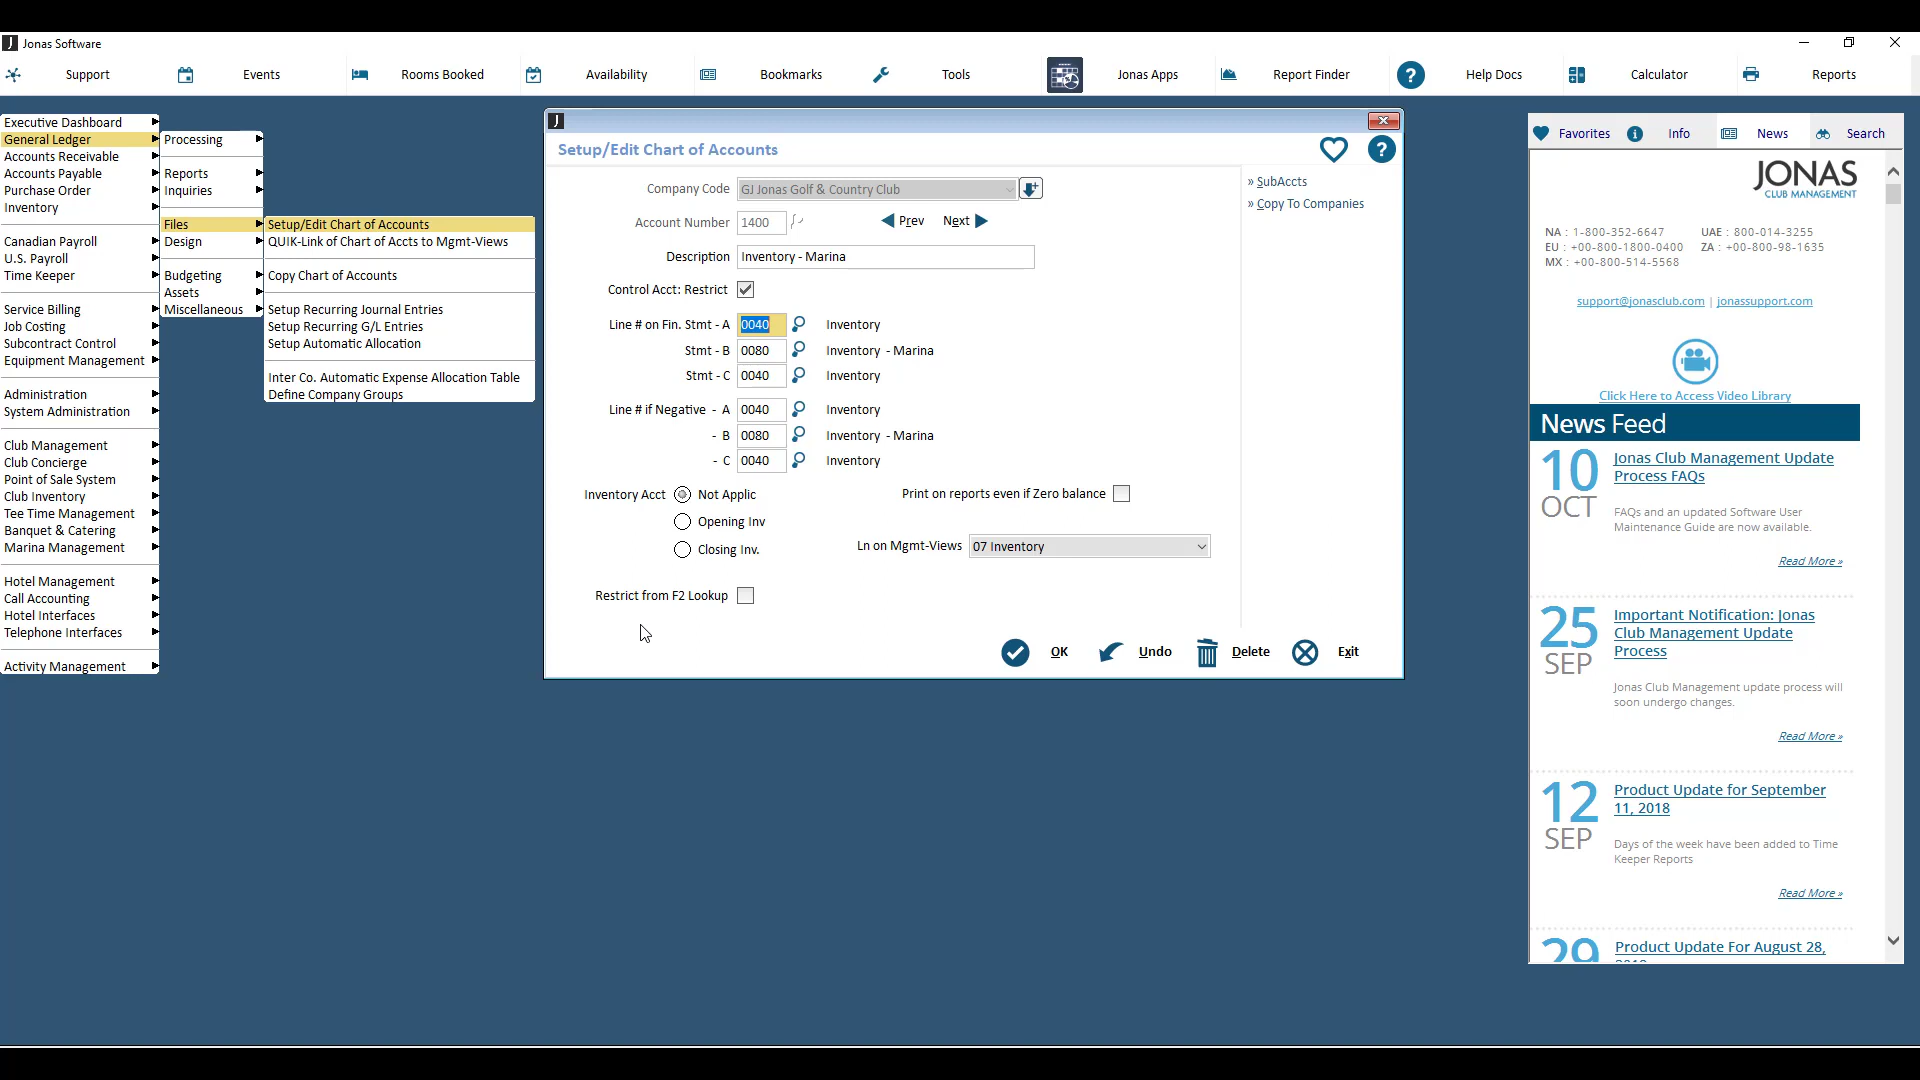 Jonas Software
Support
Events
Rooms Booked
Availability
Bookmarks
Tools
Jonas Apps
Report Finder
Help Docs
Calculator
Reports
Executive Dashboard
General Ledger
Accounts Receivable
Accounts Payable
Purchase Order
Inventory
Canadian Payroll
U.S. Payroll
Time Keeper
Service Billing
Job Costing
Subcontract Control
Equipment Management
Administration
System Administration
Club Management
Club Concierge
Point of Sale System
Club Inventory
Tee Time Management
Banquet & Catering
Marina Management
Hotel Management
Call Accounting
Hotel Interfaces
Telephone Interfaces
Activity Management
Processing
Reports
Inquiries
Files
Design
Budgeting
Assets
Miscellaneous
Setup/Edit Chart of Accounts
QUIK-Link of Chart of Accts to Mgmt-Views
Copy Chart of Accounts
Setup Recurring Journal Entries
Setup Recurring G/L Entries
Setup Automatic Allocation
Inter Co. Automatic Expense Allocation Table
Define Company Groups
Setup/Edit Chart of Accounts
Company Code GJ Jonas Golf & Country Club
Account Number 1400
Prev Next
Description Inventory - Marina
Control Acct: Restrict
Line # on Fin. Stmt - A 0040 Inventory
Stmt - B 0080 Inventory - Marina
Stmt - C 0040 Inventory
Line # if Negative - A 0040 Inventory
- B 0080 Inventory - Marina
- C 0040 Inventory
Inventory Acct Not Applic Print on reports even if Zero balance
Opening Inv
Closing Inv. Ln on Mgmt-Views 07 Inventory
Restrict from F2 Lookup
OK Undo Delete Exit
» SubAccts
» Copy To Companies
Favorites Info News Search
JONAS
CLUB MANAGEMENT
NA : 1-800-352-6647 UAE : 800-014-3255
EU : +00-800-1800-0400 ZA : +00-800-98-1635
MX : +00-800-514-5568
support@jonasclub.com | jonassupport.com
Click Here to Access Video Library
News Feed
10 OCT
Jonas Club Management Update
Process FAQs
FAQs and an updated Software User
Maintenance Guide are now available.
Read More »
25 SEP
Important Notification: Jonas
Club Management Update
Process
Jonas Club Management update process will
soon undergo changes.
Read More »
12 SEP
Product Update for September
11, 2018
Days of the week have been added to Time
Keeper Reports
Read More »
29
Product Update For August 28,